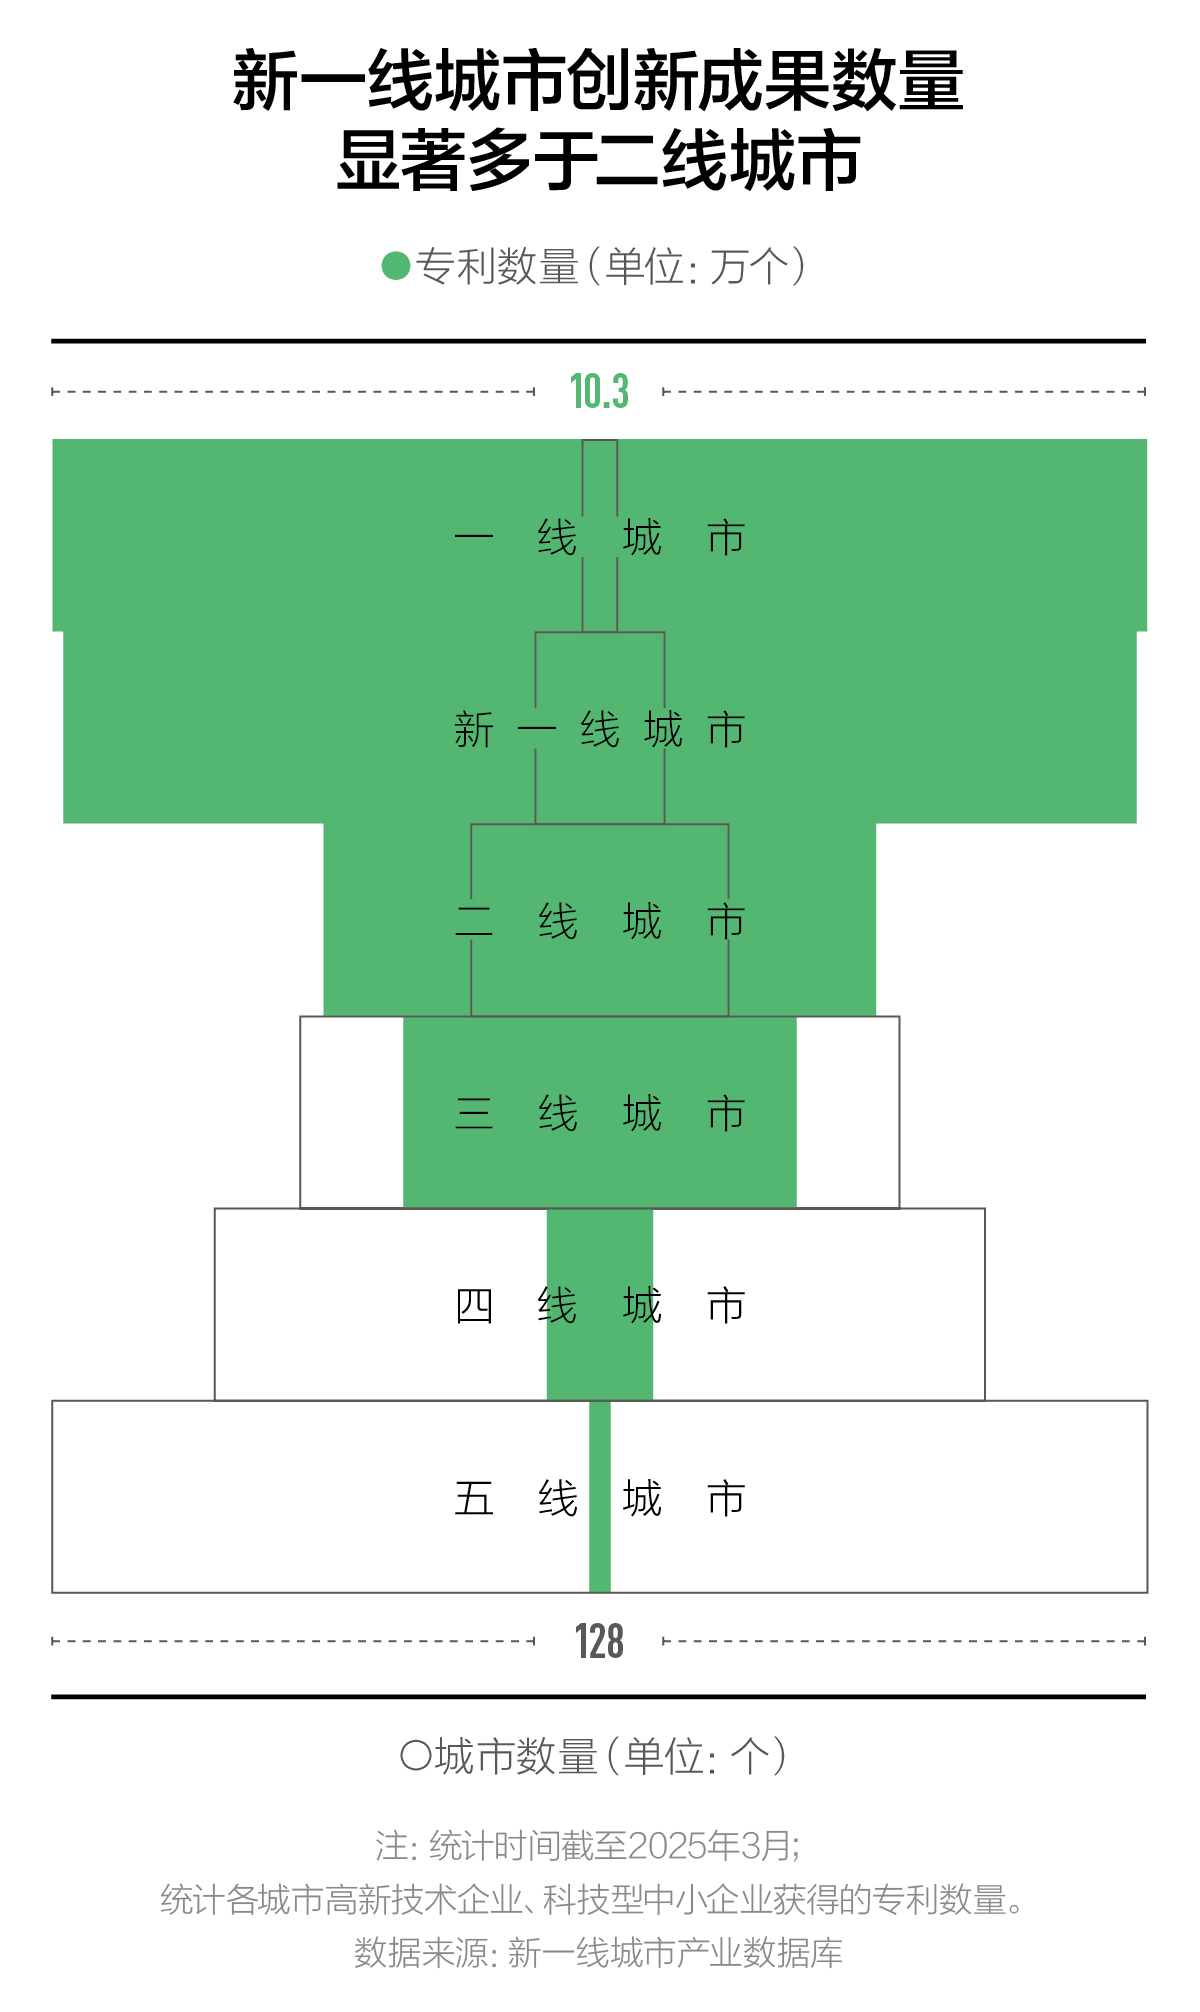 新一线城市创新成果数量
显著多于二线城市
专利数量(单位: 万个)
10.3
一线城市
新一线城市
二线城市
三线城市
四线城市
五线城市
128
城市数量(单位: 个)
注: 统计时间截至2025年3月;
统计各城市高新技术企业、科技型中小企业获得的专利数量。
数据来源: 新一线城市产业数据库